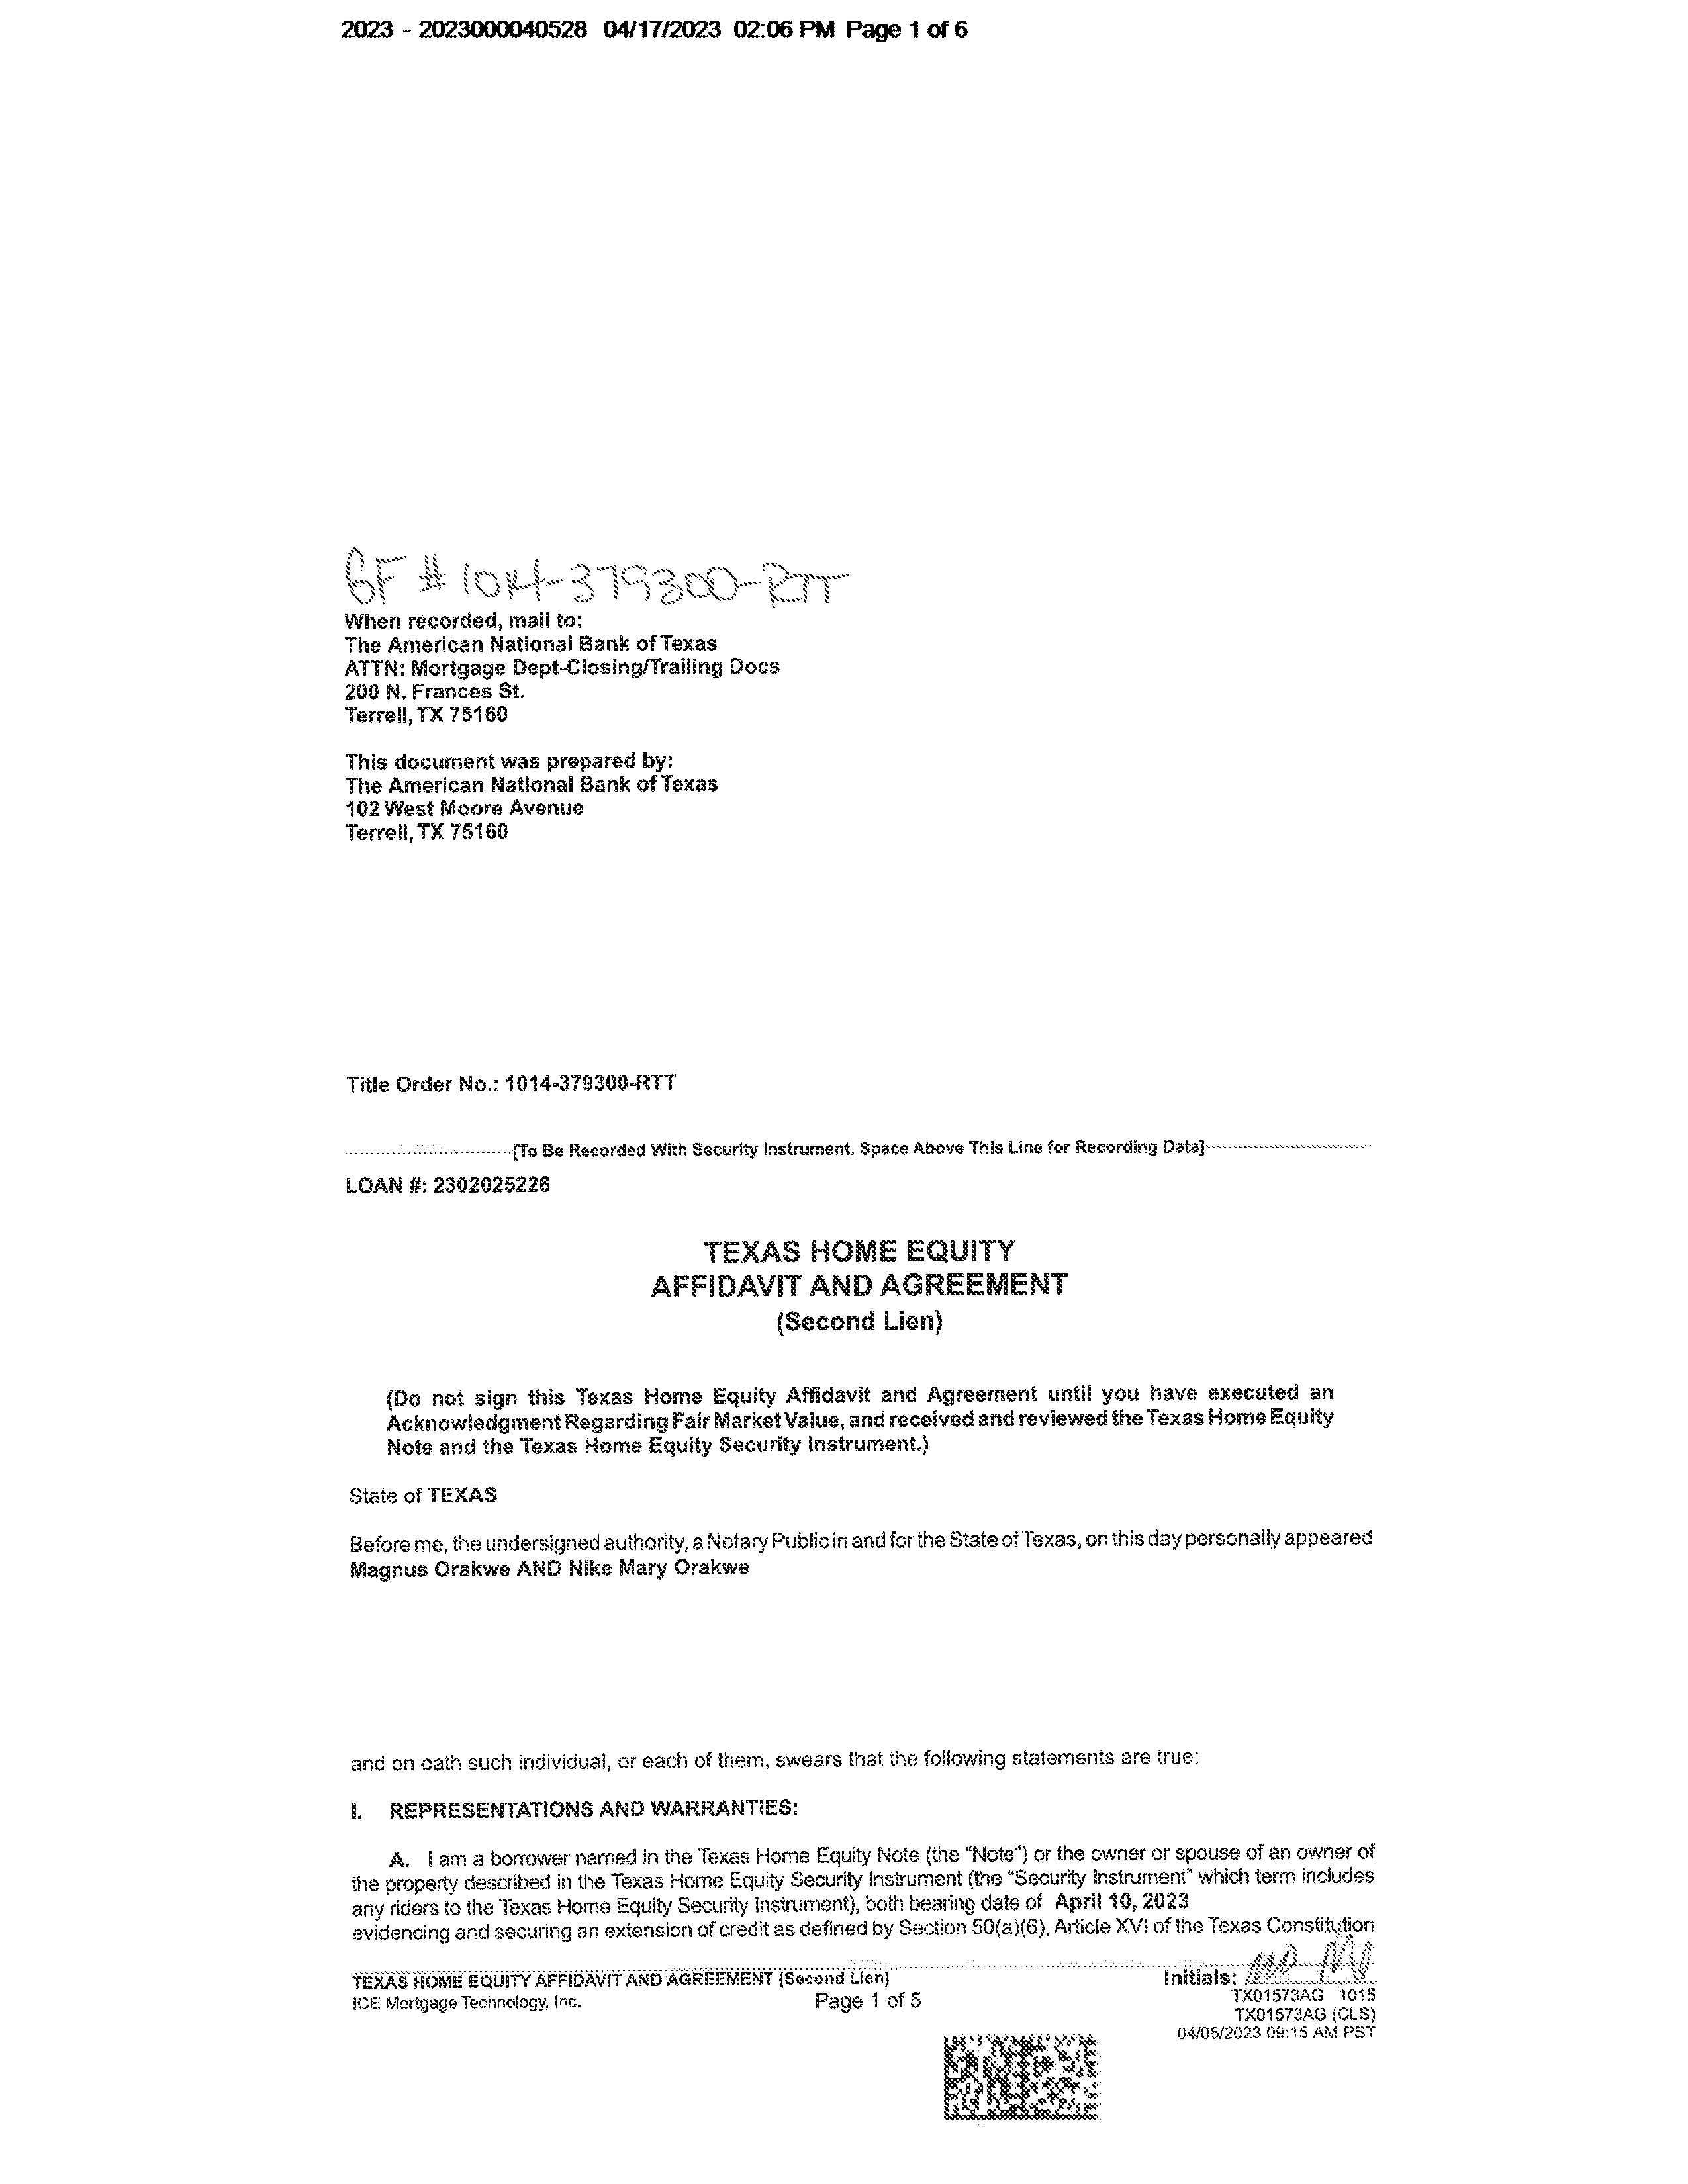 2023 - 2023000040528 04/17/2023 02:06 PM Page 1 of 6
GF # 1014-379300-RTT
When recorded, mail to:
The American National Bank of Texas
ATTN: Mortgage Dept-Closing/Trailing Docs
200 N. Frances St.
Terrell, TX 75160
This document was prepared by:
The American National Bank of Texas
102 West Moore Avenue
Terrell, TX 75160
Title Order No.: 1014-379300-RTT
[To Be Recorded With Security Instrument. Space Above This Line for Recording Data]
LOAN #: 2302025226
TEXAS HOME EQUITY
AFFIDAVIT AND AGREEMENT
(Second Lien)
(Do not sign this Texas Home Equity Affidavit and Agreement until you have executed an
Acknowledgment Regarding Fair Market Value, and received and reviewed the Texas Home Equity
Note and the Texas Home Equity Security Instrument.)
State of TEXAS
Before me, the undersigned authority, a Notary Public in and for the State of Texas, on this day personally appeared
Magnus Orakwe AND Nike Mary Orakwe
and on oath such individual, or each of them, swears that the following statements are true:
I. REPRESENTATIONS AND WARRANTIES:
A. I am a borrower named in the Texas Home Equity Note (the "Note") or the owner or spouse of an owner of
the property described in the Texas Home Equity Security Instrument (the "Security Instrument" which term includes
any riders to the Texas Home Equity Security Instrument), both bearing date of April 10, 2023
evidencing and securing an extension of credit as defined by Section 50(a)(6), Article XVI of the Texas Constitution
TEXAS HOME EQUITY AFFIDAVIT AND AGREEMENT (Second Lien) Initials:
ICE Mortgage Technology, Inc. Page 1 of 5 TX01573AG 1015
TX01573AG (CLS)
04/05/2023 09:15 AM PST